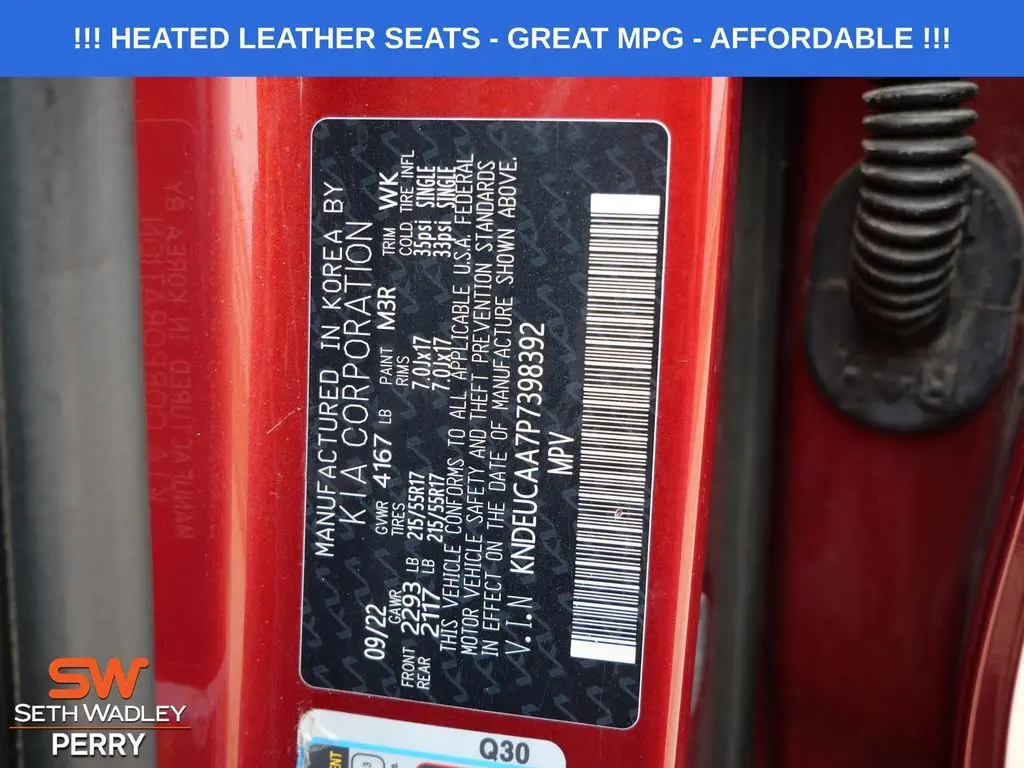 !!! HEATED LEATHER SEATS - GREAT MPG - AFFORDABLE !!!
MANUFACTURED IN KOREA BY
KIA CORPORATION
09/22 GVWR 4167 LB PAINT M3R TRIM WK
GAWR TIRES RIMS COLD TIRE INFL
FRONT 2293 LB 215/55R17 7.0Jx17 35psi SINGLE
REAR 2117 LB 215/55R17 7.0Jx17 33psi SINGLE
THIS VEHICLE CONFORMS TO ALL APPLICABLE U.S.A. FEDERAL
MOTOR VEHICLE SAFETY AND THEFT PREVENTION STANDARDS
IN EFFECT ON THE DATE OF MANUFACTURE SHOWN ABOVE.
V.I.N KNDEUCAA7P7398392
MPV
Q30
SW
SETH WADLEY
PERRY